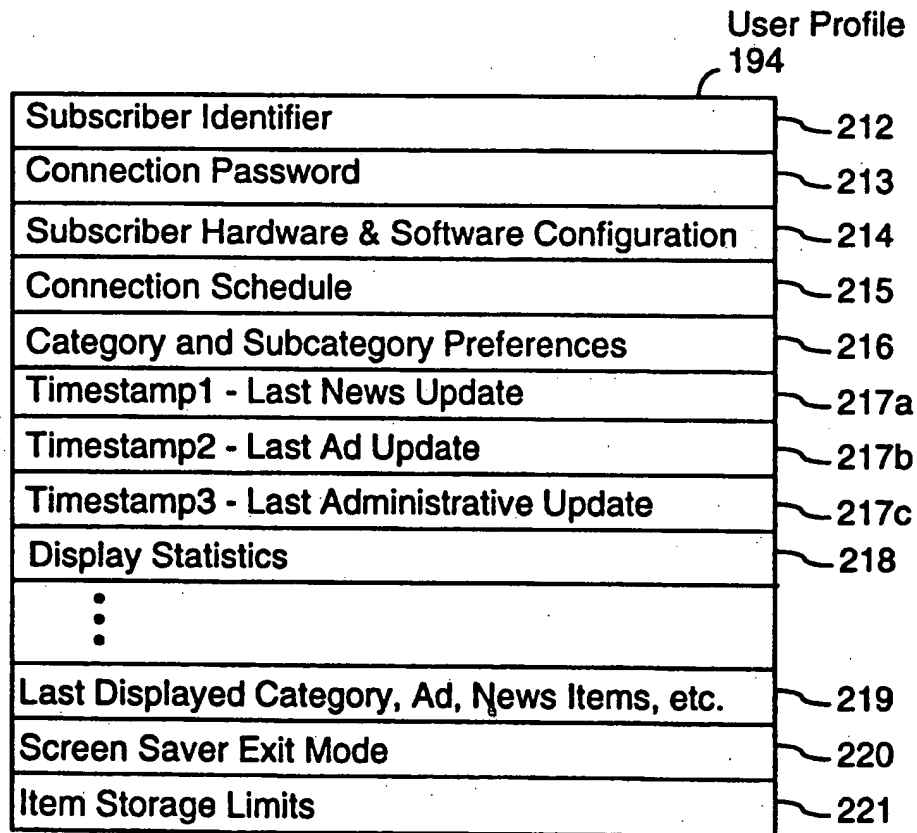 User Profile
194
Subscriber Identifier 212
Connection Password 213
Subscriber Hardware & Software Configuration 214
Connection Schedule 215
Category and Subcategory Preferences 216
Timestamp1 - Last News Update 217a
Timestamp2 - Last Ad Update 217b
Timestamp3 - Last Administrative Update 217c
Display Statistics 218
Last Displayed Category, Ad, News Items, etc. 219
Screen Saver Exit Mode 220
Item Storage Limits 221